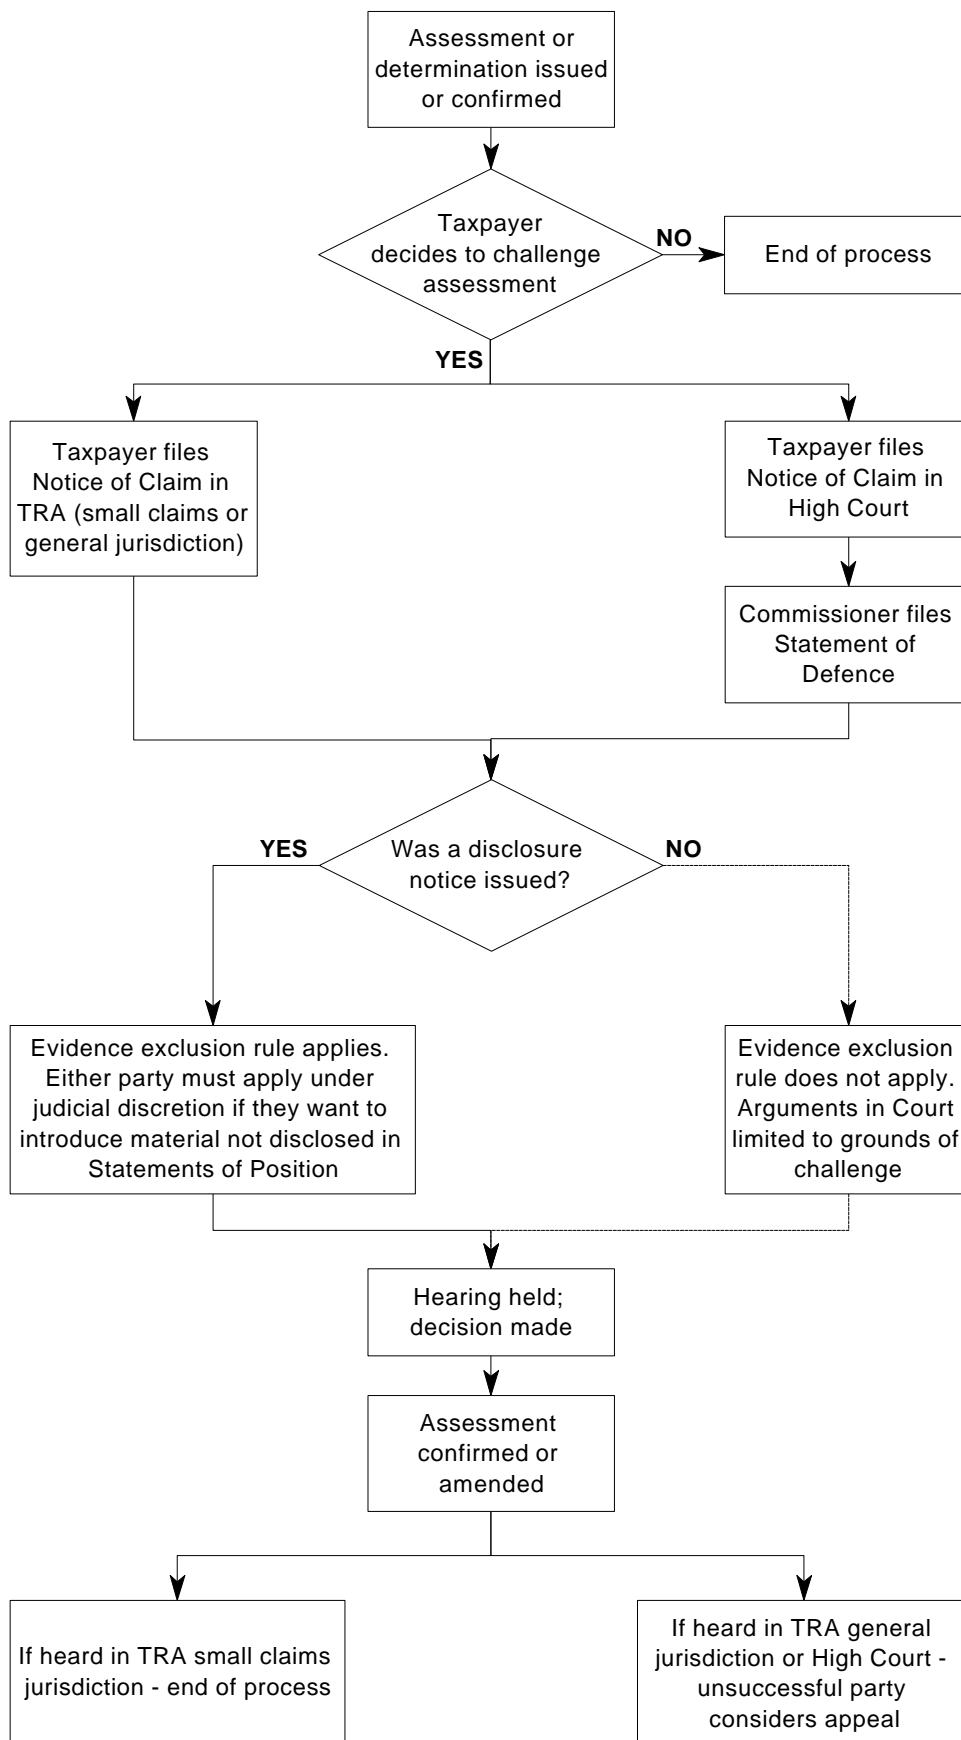 Assessment or
determination issued
or confirmed
Taxpayer
decides to challenge
assessment
NO
End of process
YES
Taxpayer files
Notice of Claim in
TRA (small claims or
general jurisdiction)
Taxpayer files
Notice of Claim in
High Court
Commissioner files
Statement of
Defence
YES
Was a disclosure
notice issued?
NO
Evidence exclusion rule applies.
Either party must apply under
judicial discretion if they want to
introduce material not disclosed in
Statements of Position
Evidence exclusion
rule does not apply.
Arguments in Court
limited to grounds of
challenge
Hearing held;
decision made
Assessment
confirmed or
amended
If heard in TRA small claims
jurisdiction - end of process
If heard in TRA general
jurisdiction or High Court -
unsuccessful party
considers appeal